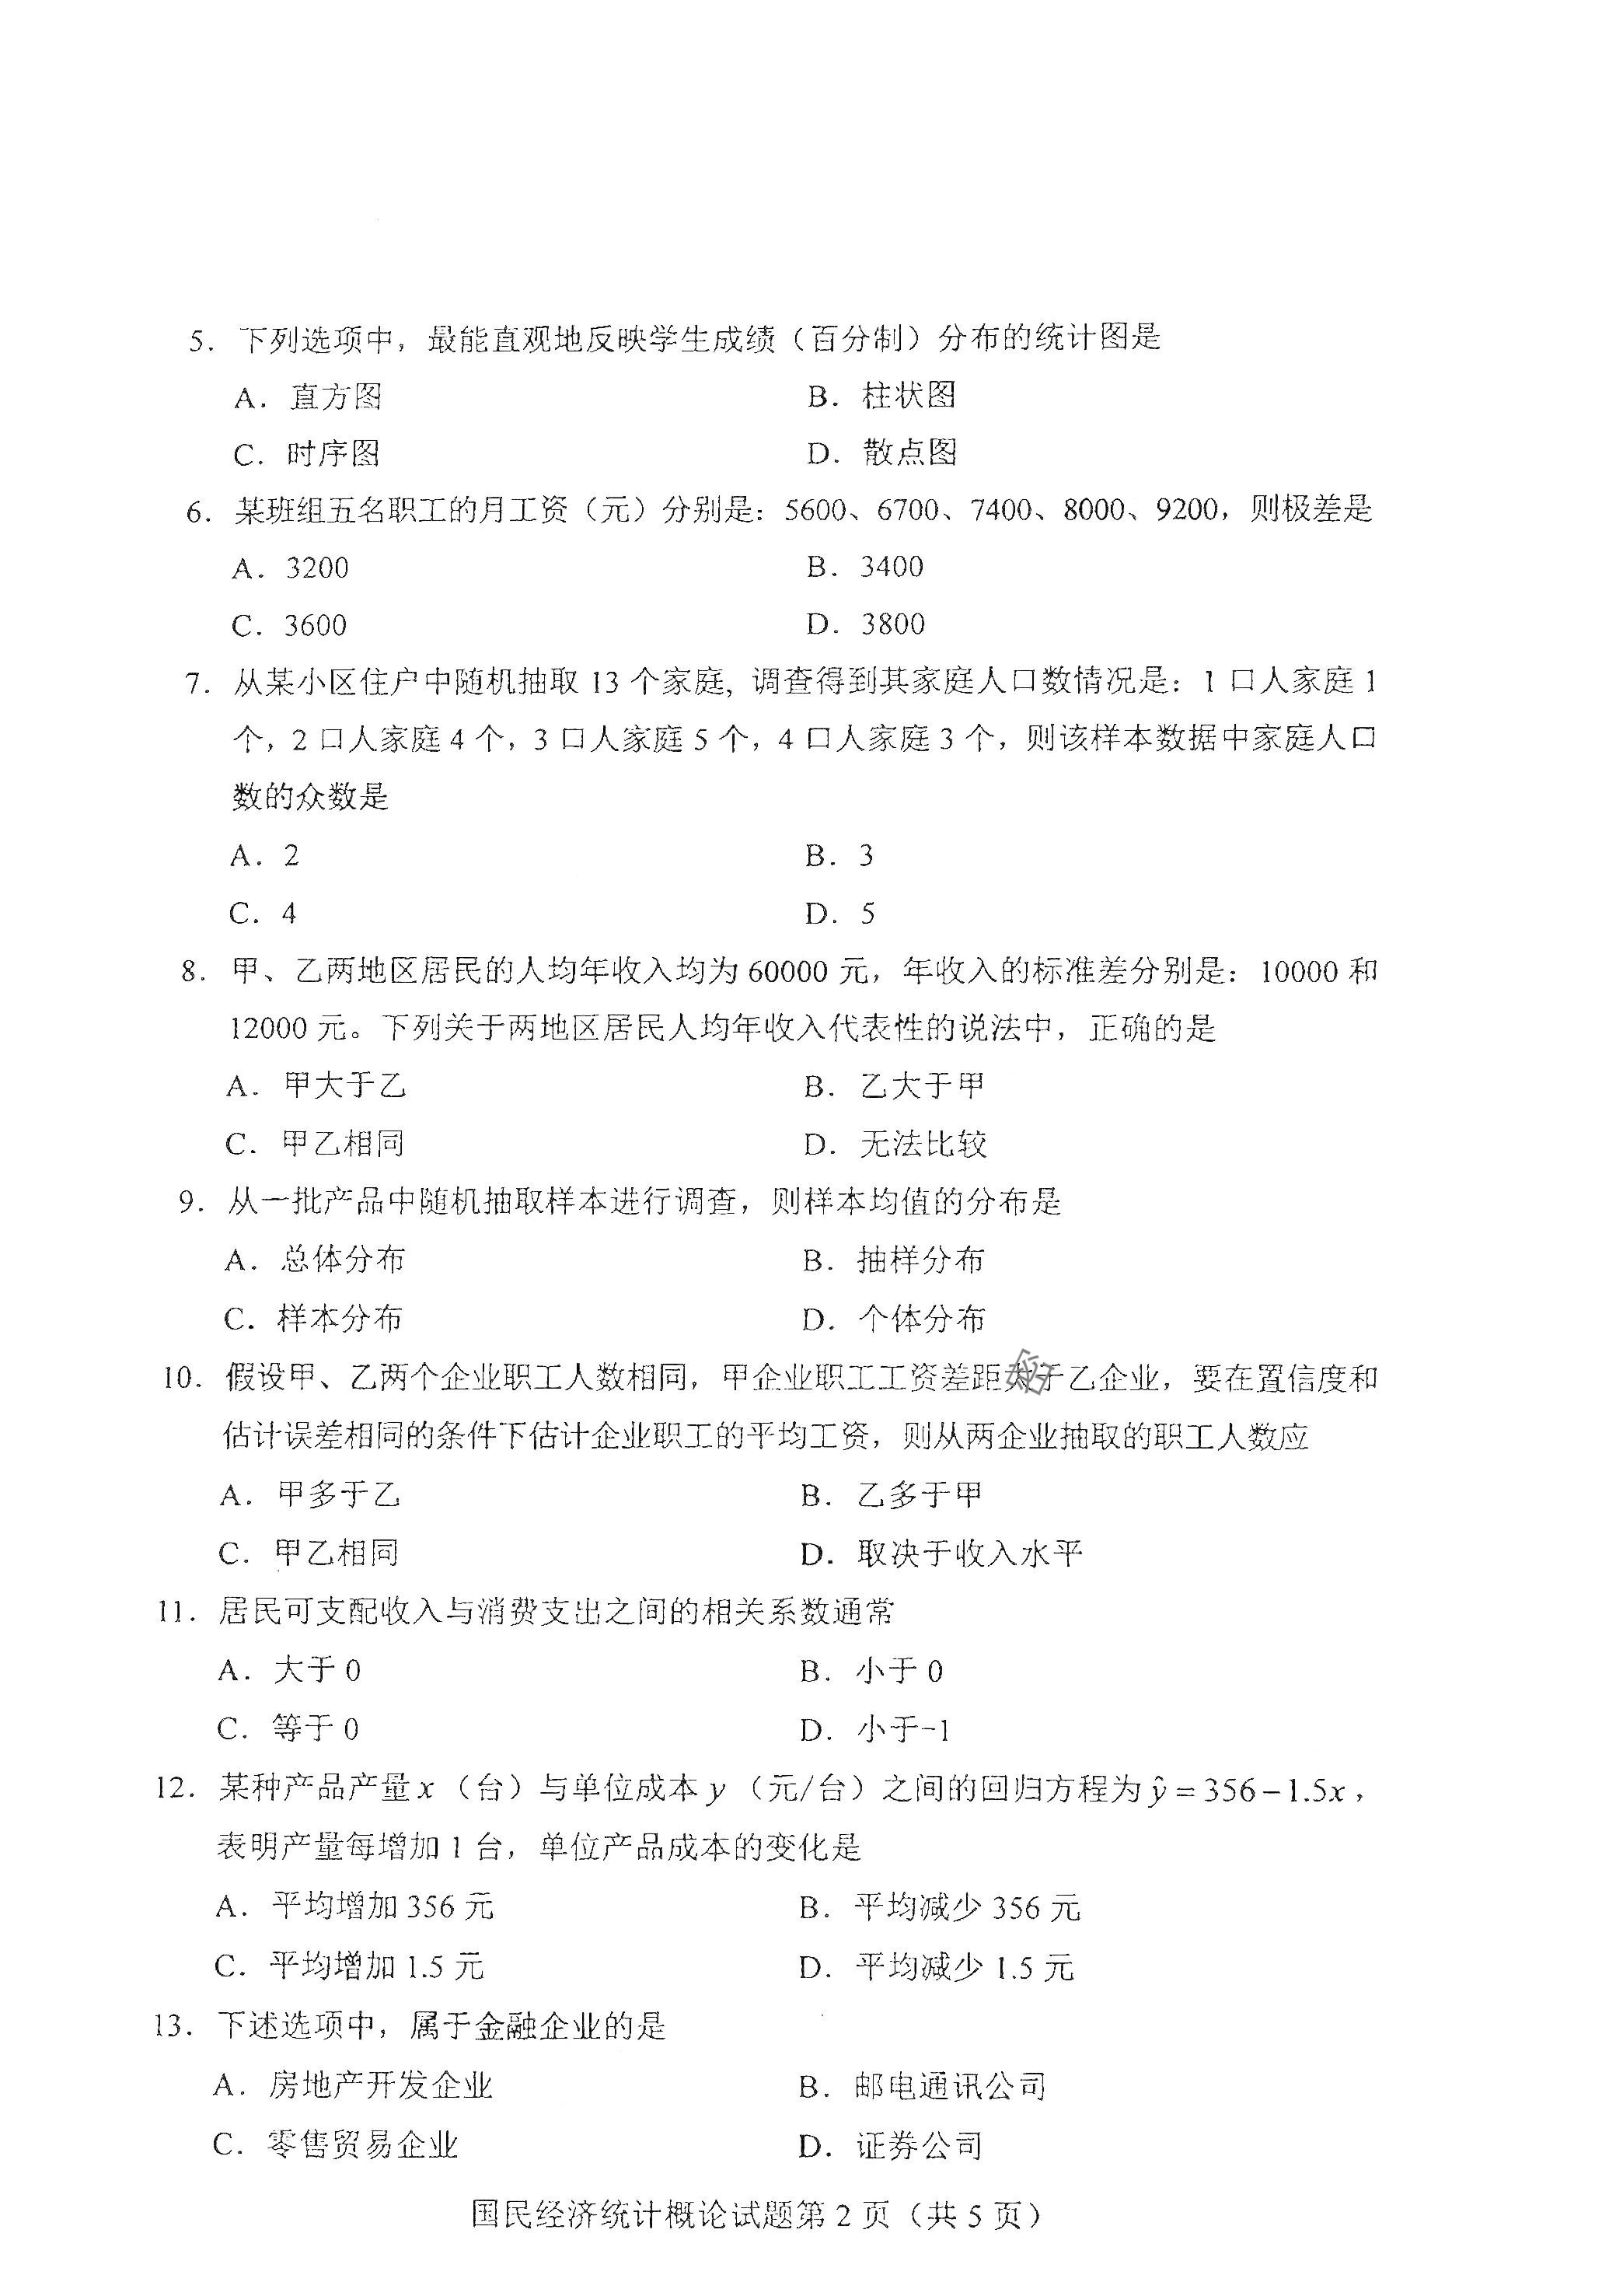 5. 下列选项中，最能直观地反映学生成绩（百分制）分布的统计图是
A. 直方图 B. 柱状图
C. 时序图 D. 散点图
6. 某班组五名职工的月工资（元）分别是：5600、6700、7400、8000、9200，则极差是
A. 3200 B. 3400
C. 3600 D. 3800
7. 从某小区住户中随机抽取 13 个家庭, 调查得到其家庭人口数情况是：1 口人家庭 1
个，2 口人家庭 4 个，3 口人家庭 5 个，4 口人家庭 3 个，则该样本数据中家庭人口
数的众数是
A. 2 B. 3
C. 4 D. 5
8. 甲、乙两地区居民的人均年收入均为 60000 元，年收入的标准差分别是：10000 和
12000 元。下列关于两地区居民人均年收入代表性的说法中，正确的是
A. 甲大于乙 B. 乙大于甲
C. 甲乙相同 D. 无法比较
9. 从一批产品中随机抽取样本进行调查，则样本均值的分布是
A. 总体分布 B. 抽样分布
C. 样本分布 D. 个体分布
10. 假设甲、乙两个企业职工人数相同，甲企业职工工资差距于乙企业，要在置信度和
估计误差相同的条件下估计企业职工的平均工资，则从两企业抽取的职工人数应
A. 甲多于乙 B. 乙多于甲
C. 甲乙相同 D. 取决于收入水平
11. 居民可支配收入与消费支出之间的相关系数通常
A. 大于 0 B. 小于 0
C. 等于 0 D. 小于-1
12. 某种产品产量 x （台）与单位成本 y （元/台）之间的回归方程为 ŷ = 356 − 1.5x，
表明产量每增加 1 台，单位产品成本的变化是
A. 平均增加 356 元 B. 平均减少 356 元
C. 平均增加 1.5 元 D. 平均减少 1.5 元
13. 下述选项中，属于金融企业的是
A. 房地产开发企业 B. 邮电通讯公司
C. 零售贸易企业 D. 证券公司
国民经济统计概论试题第 2 页（共 5 页）